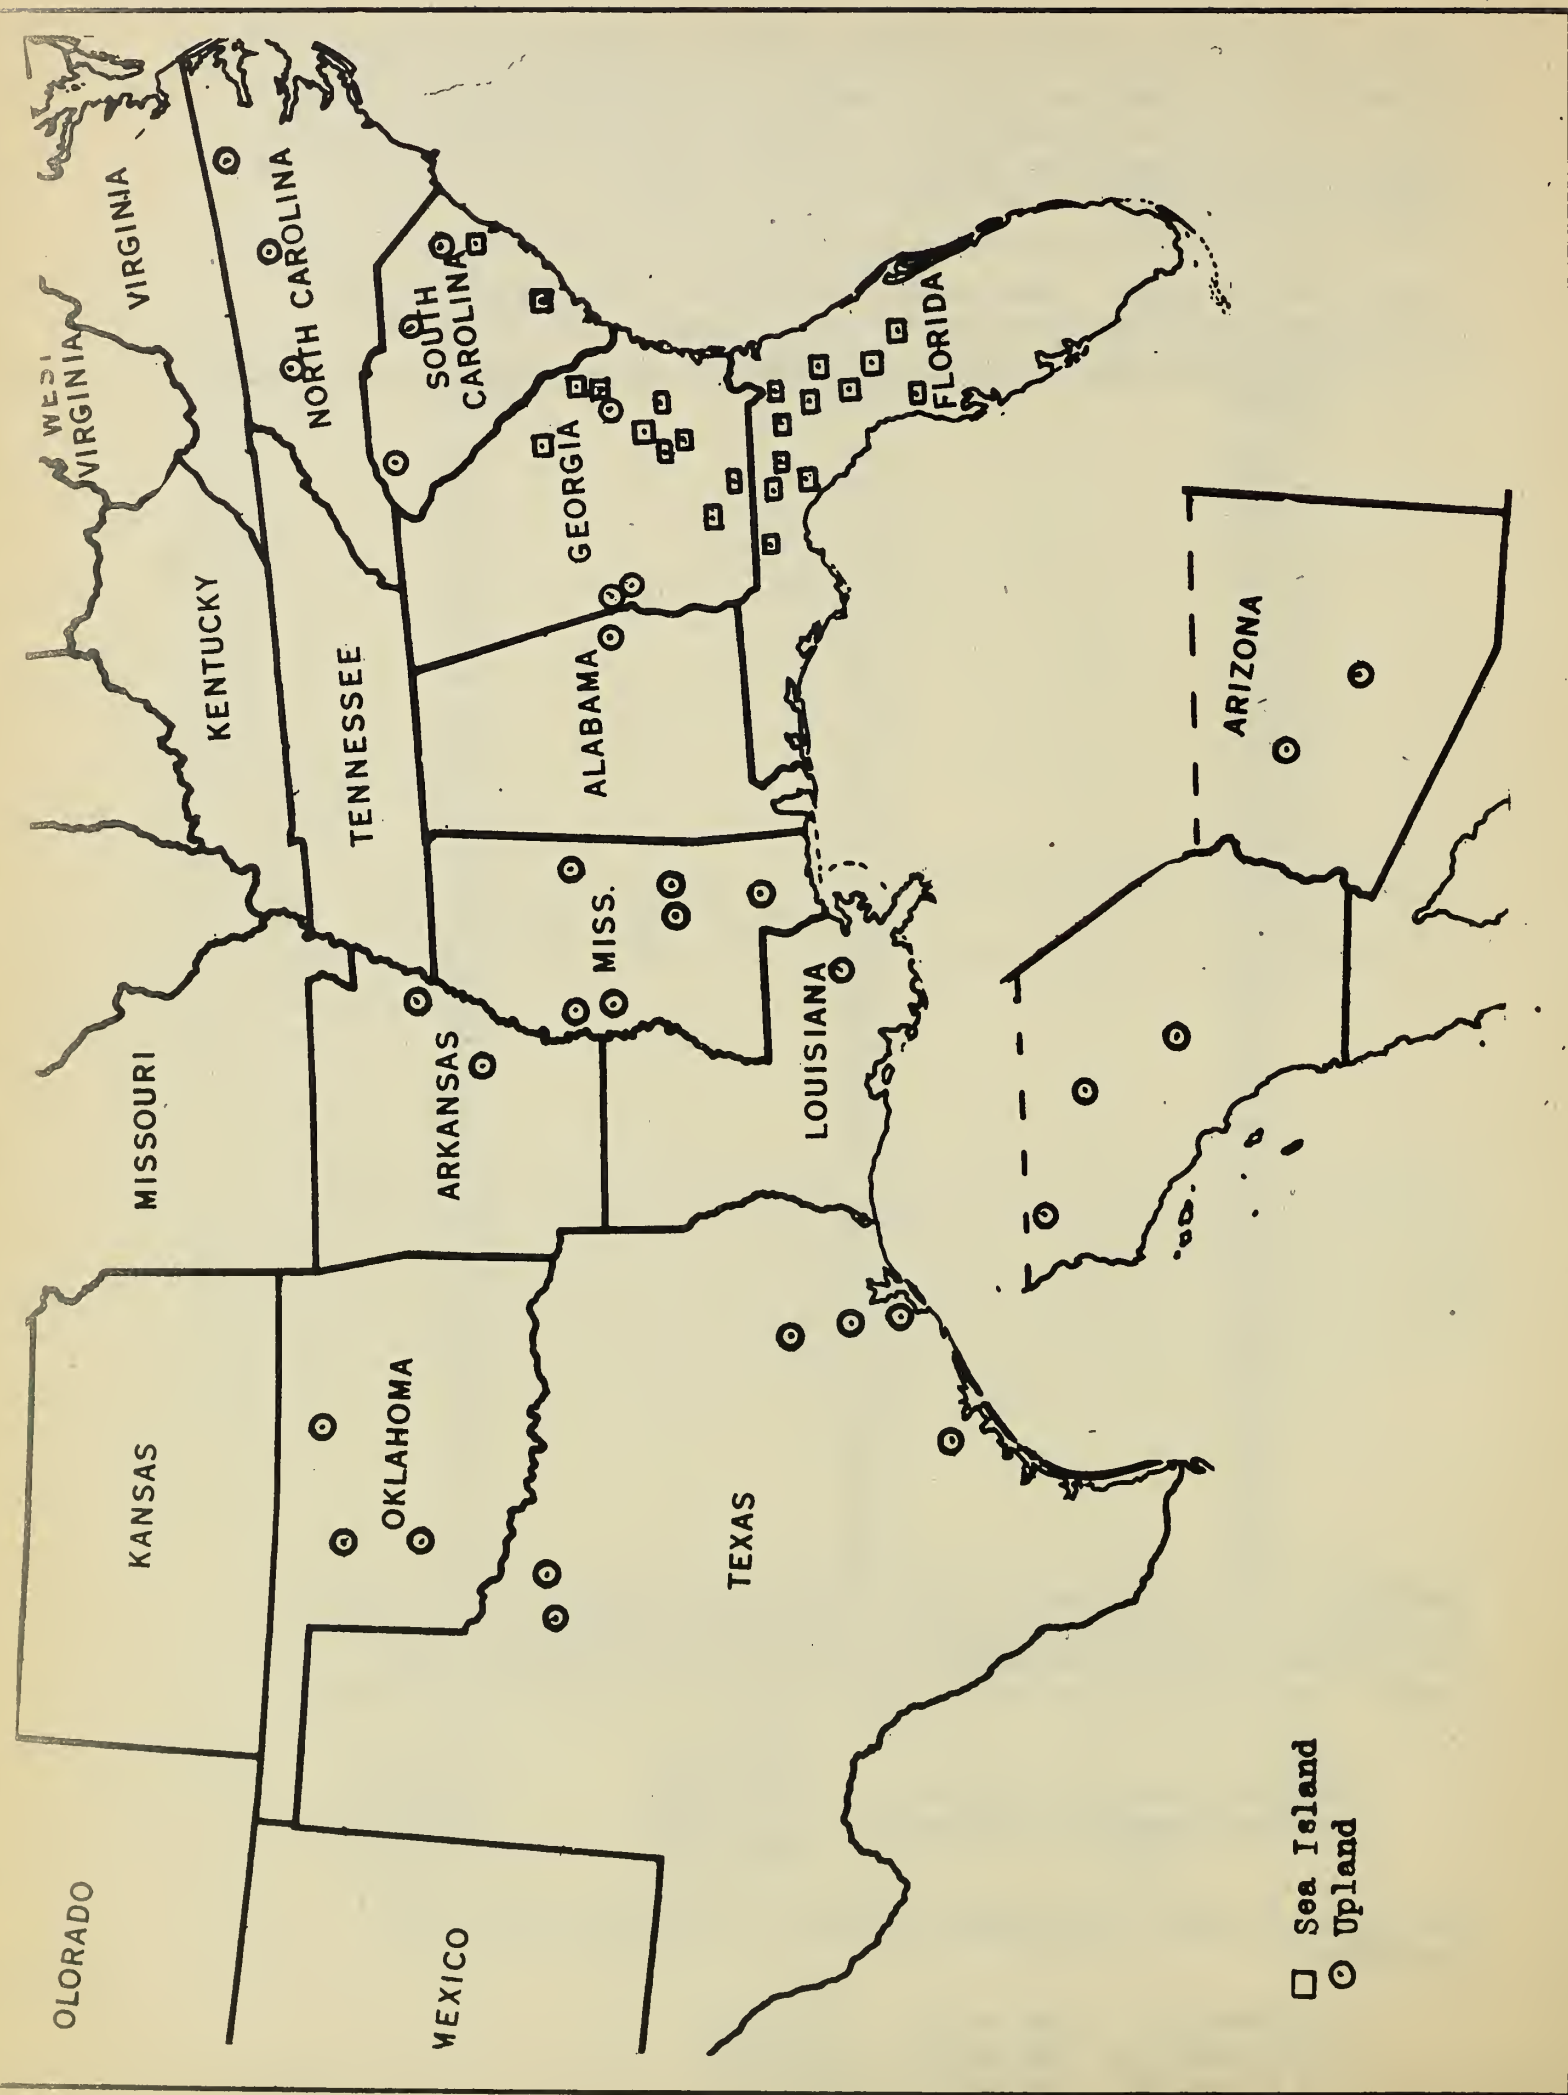 OLORADO
KANSAS
MISSOURI
KENTUCKY
WEST
VIRGINIA
VIRGINIA
MEXICO
OKLAHOMA
ARKANSAS
TENNESSEE
NORTH CAROLINA
SOUTH
CAROLINA
TEXAS
LOUISIANA
MISS.
ALABAMA
GEORGIA
FLORIDA
ARIZONA
Sea Island
Upland